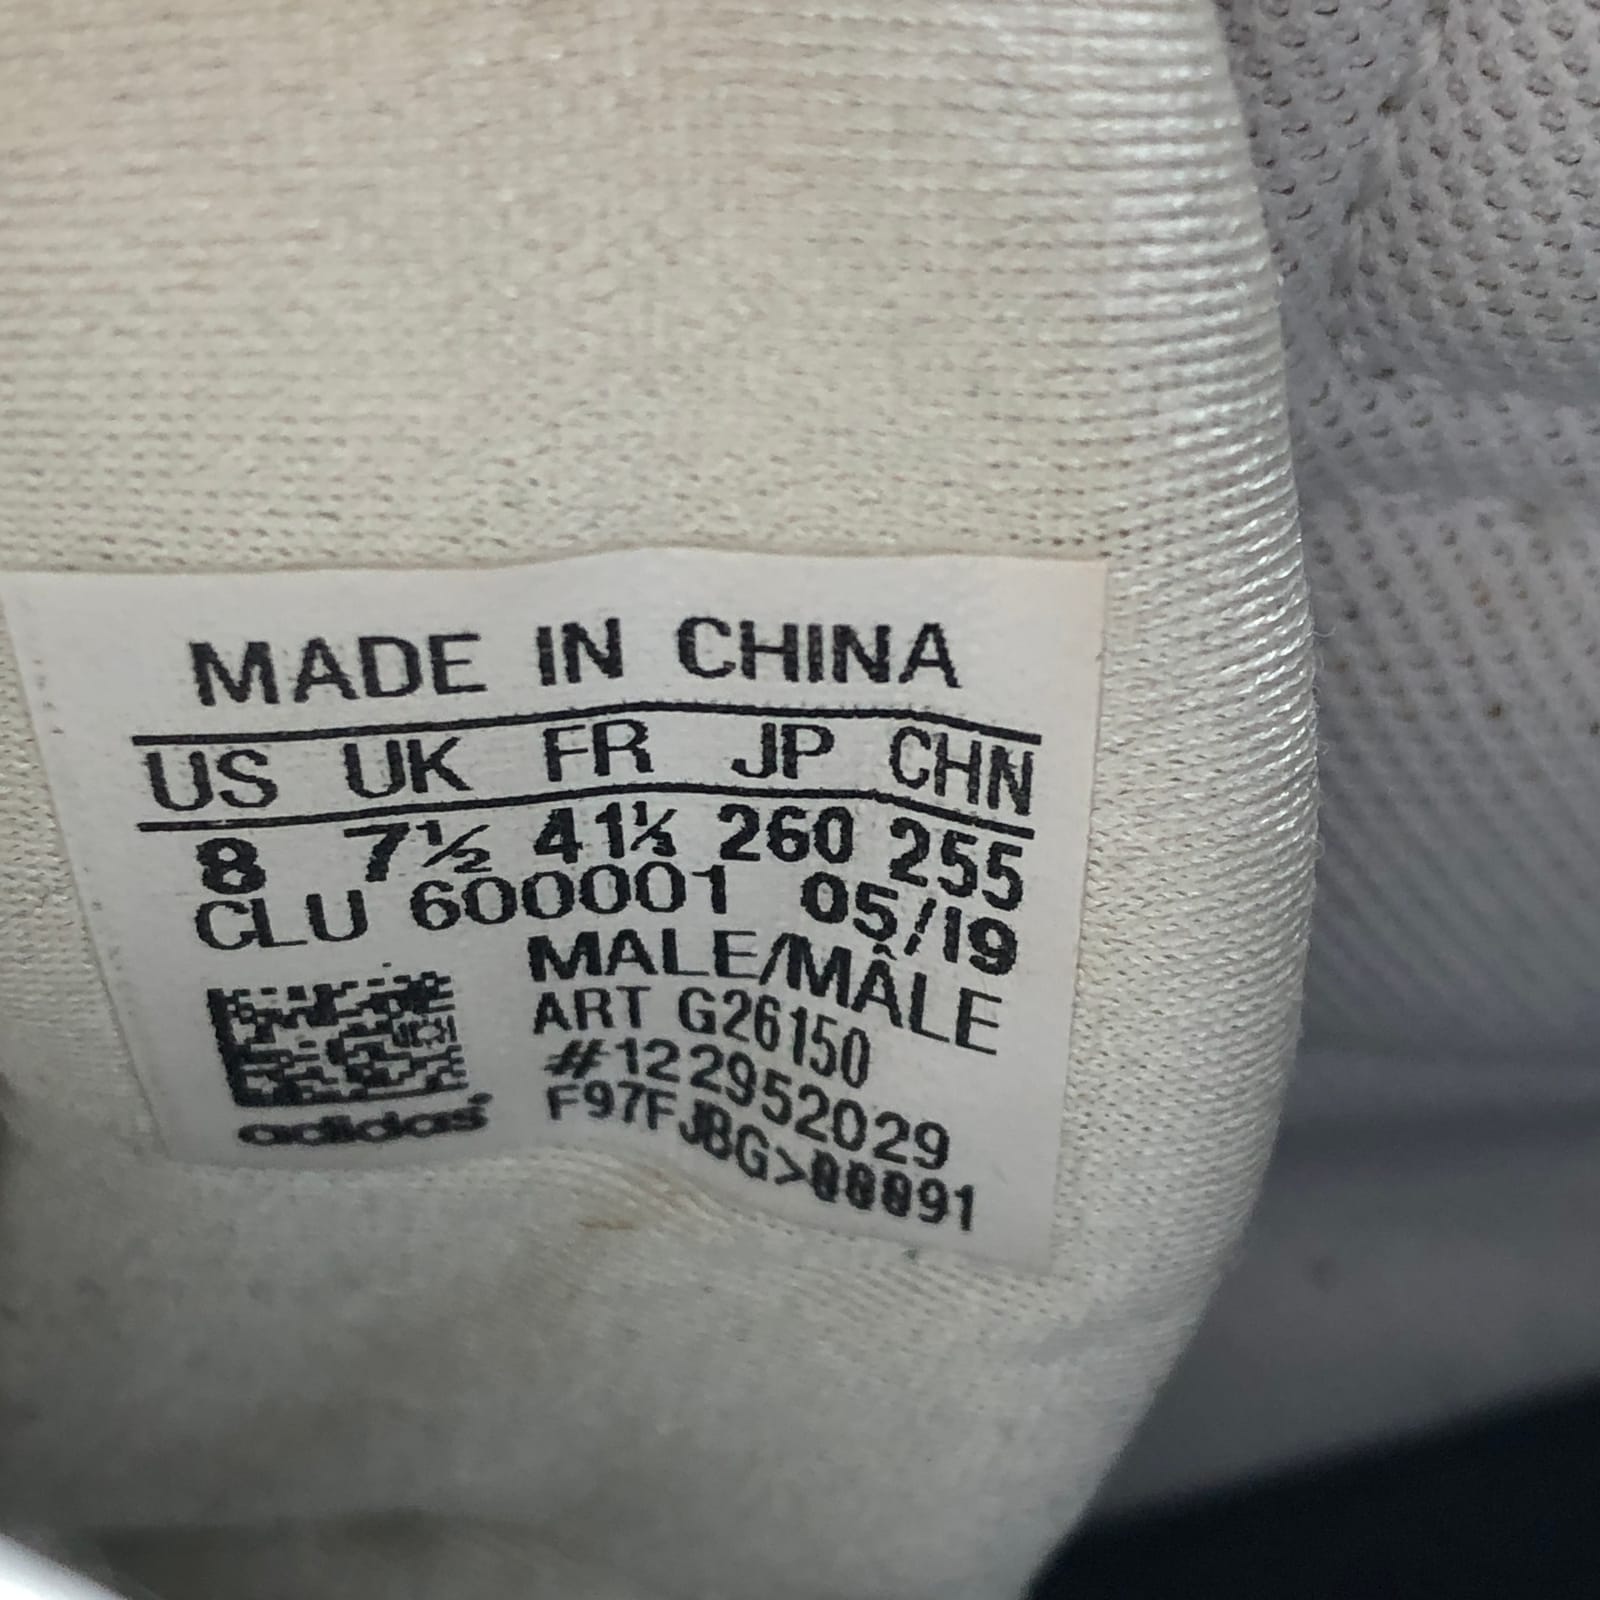 MADE IN CHINA
US UK FR JP CHN
8 7½ 41⅓ 260 255
CLU 600001 05/19
MALE/MÂLE
ART G26150
#122952029
F97FJBG>00091
adidas